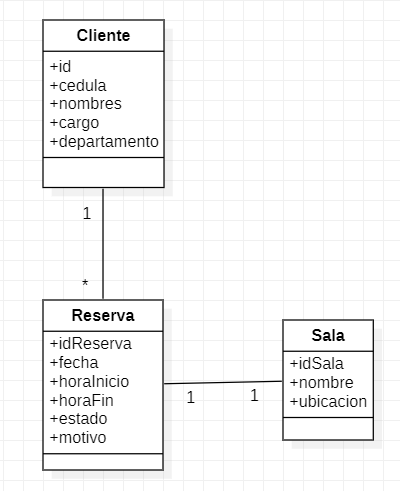 Cliente
+id
+cedula
+nombres
+cargo
+departamento
1
*
Reserva
+idReserva
+fecha
+horaInicio
+horaFin
+estado
+motivo
1
1
Sala
+idSala
+nombre
+ubicacion